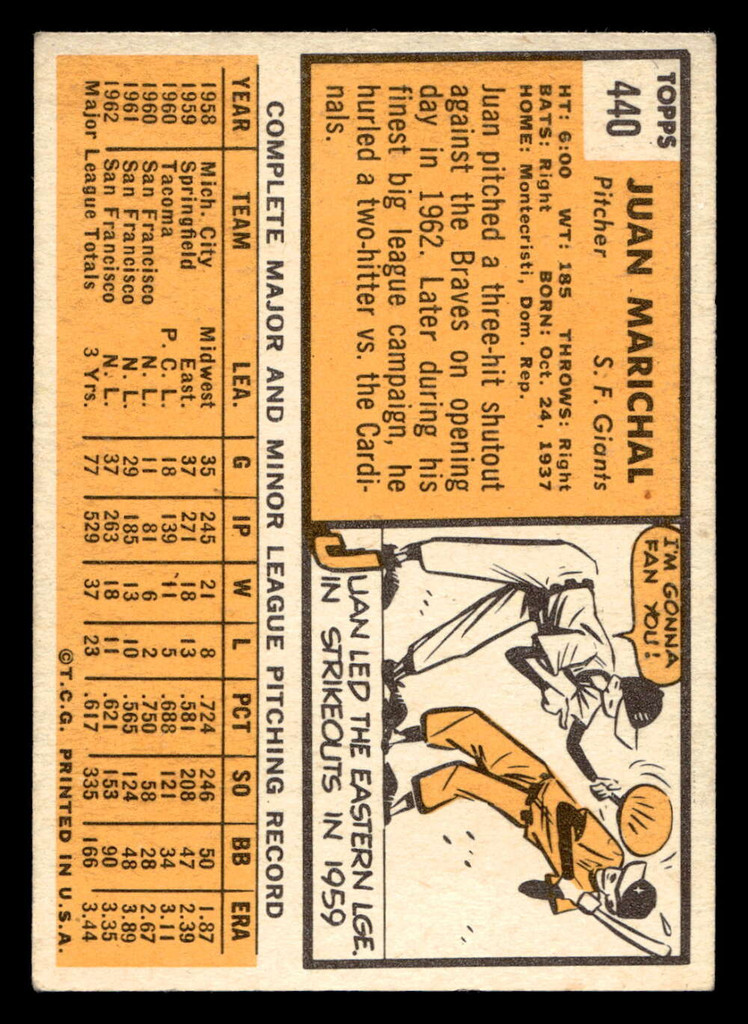 TOPPS
440
JUAN MARICHAL
Pitcher S. F. Giants
HT: 6:00 WT: 185 THROWS: Right
BATS: Right BORN: Oct. 24, 1937
HOME: Montecristi, Dom. Rep.
Juan pitched a three-hit shutout
against the Braves on opening
day in 1962. Later during his
finest big league campaign, he
hurled a two-hitter vs. the Cardi-
nals.
I'M GONNA
FAN YOU!
JUAN LED THE EASTERN LGE.
IN STRIKEOUTS IN 1959
COMPLETE MAJOR AND MINOR LEAGUE PITCHING RECORD
YEAR TEAM LEA. G IP W L PCT SO BB ERA
1958 Mich. City Midwest 35 245 21 8 .724 246 50 1.87
1959 Springfield East. 37 271 18 13 .581 208 47 2.39
1960 Tacoma P. C. L. 18 139 11 5 .688 121 34 3.11
1960 San Francisco N. L. 11 81 6 2 .750 58 28 2.67
1961 San Francisco N. L. 29 185 13 10 .565 124 48 3.89
1962 San Francisco N. L. 37 263 18 11 .621 153 90 3.35
Major League Totals 3 Yrs. 77 529 37 23 .617 335 166 3.44
©T.C.G. PRINTED IN U.S.A.